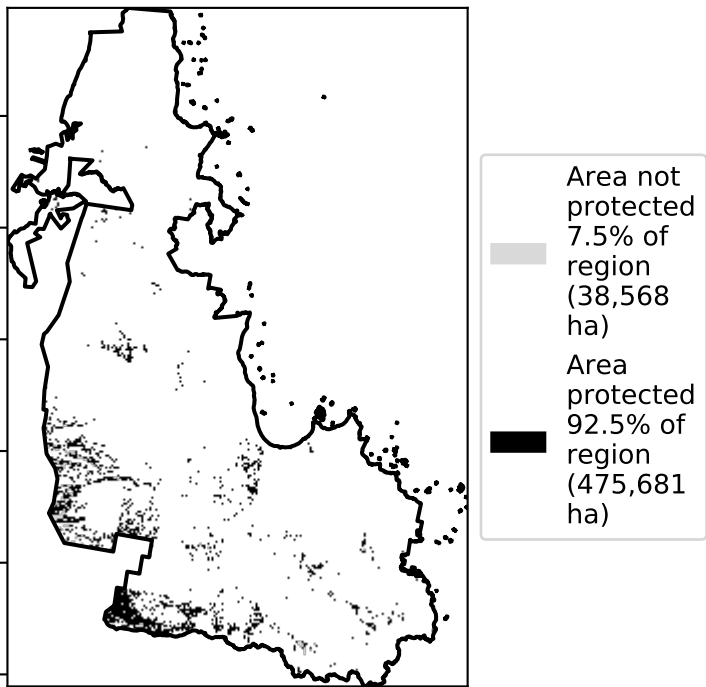 Area not
protected
7.5% of
region
(38,568
ha)
Area
protected
92.5% of
region
(475,681
ha)